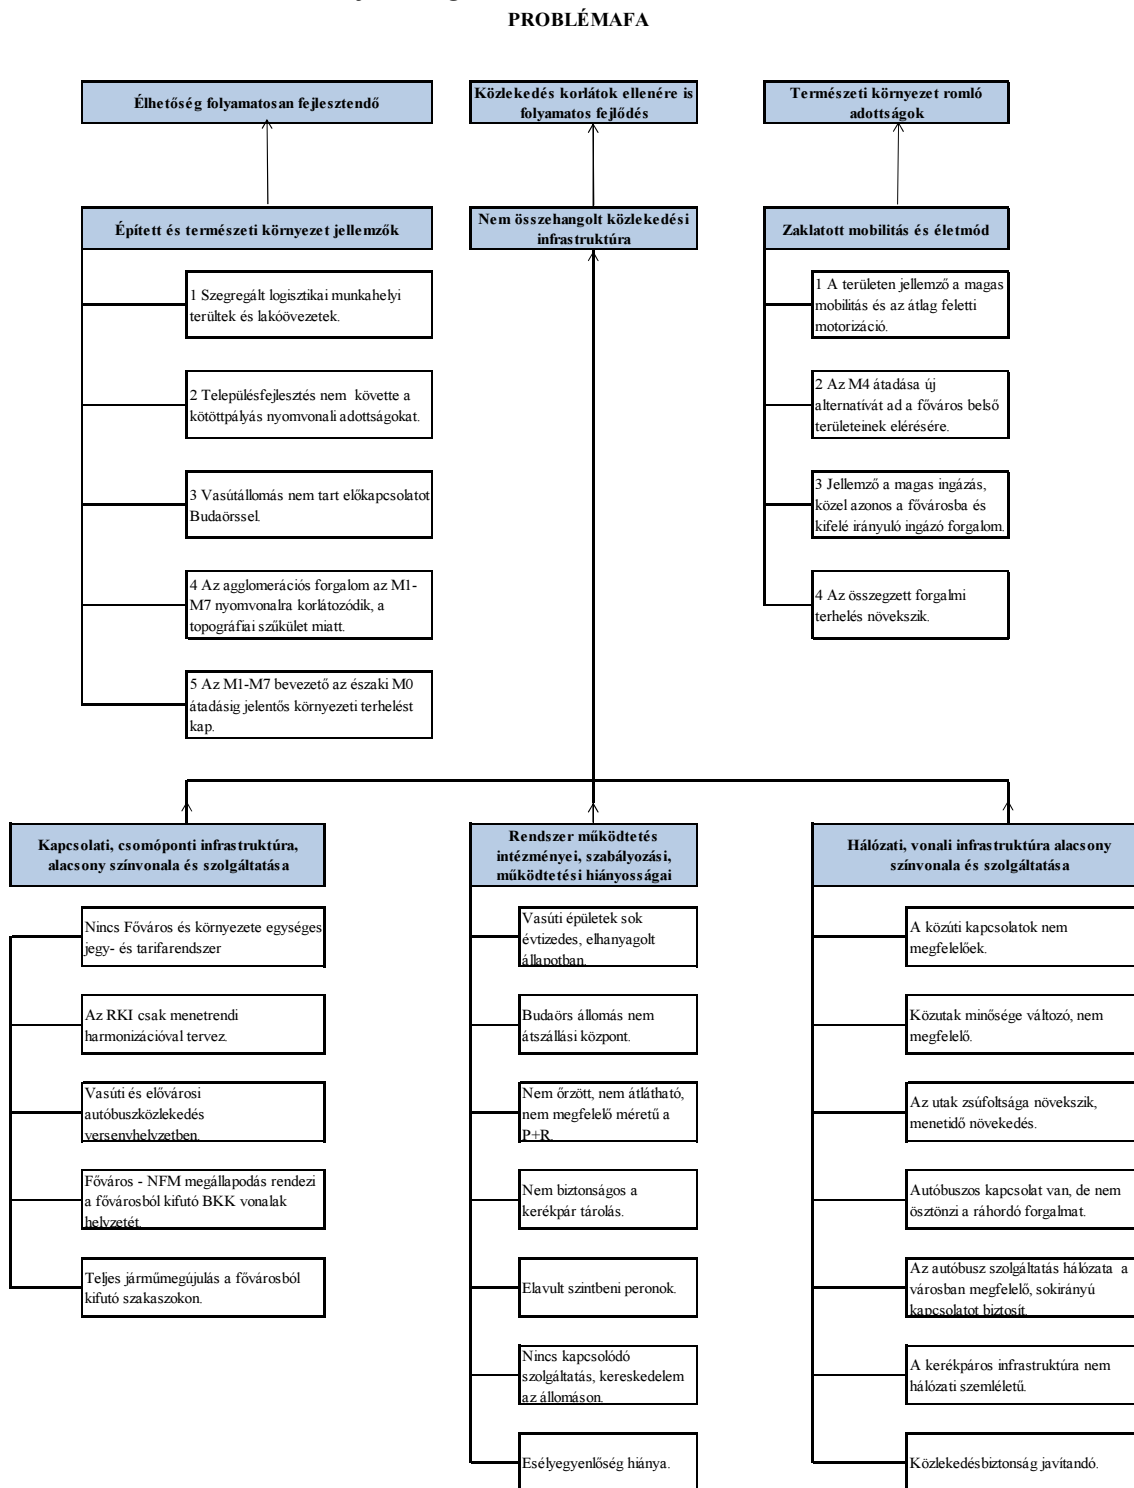 PROBLÉMAFA
Élhetőség folyamatosan fejlesztendő
Közlekedés korlátok ellenére is
folyamatos fejlődés
Természeti környezet romló
adottságok
Épített és természeti környezet jellemzők
Nem összehangolt közlekedési
infrastruktúra
Zaklatott mobilitás és életmód
1 Szegregált logisztikai munkahelyi
terültek és lakóövezetek.
2 Településfejlesztés nem követte a
kötöttpályás nyomvonali adottságokat.
3 Vasútállomás nem tart előkapcsolatot
Budaörssel.
4 Az agglomerációs forgalom az M1-
M7 nyomvonalra korlátozódik, a
topográfiai szűkület miatt.
5 Az M1-M7 bevezető az északi M0
átadásig jelentős környezeti terhelést
kap.
1 A területen jellemző a magas
mobilitás és az átlag feletti
motorizáció.
2 Az M4 átadása új
alternatívát ad a főváros belső
területeinek elérésére.
3 Jellemző a magas ingázás,
közel azonos a fővárosba és
kifelé irányuló ingázó forgalom.
4 Az összegzett forgalmi
terhelés növekszik.
Kapcsolati, csomóponti infrastruktúra,
alacsony színvonala és szolgáltatása
Nincs Főváros és környezete egységes
jegy- és tarifarendszer
Az RKI csak menetrendi
harmonizációval tervez.
Vasúti és elővárosi
autóbuszközlekedés
versenyhelyzetben.
Főváros - NFM megállapodás rendezi
a fővárosból kifutó BKK vonalak
helyzetét.
Teljes járműmegújulás a fővárosból
kifutó szakaszokon.
Rendszer működtetés
intézményei, szabályozási,
működtetési hiányosságai
Vasúti épületek sok
évtizedes, elhanyagolt
állapotban.
Budaörs állomás nem
átszállási központ.
Nem őrzött, nem átlátható,
nem megfelelő méretű a
P+R.
Nem biztonságos a
kerékpár tárolás.
Elavult szintbeni peronok.
Nincs kapcsolódó
szolgáltatás, kereskedelem
az állomáson.
Esélyegyenlőség hiánya.
Hálózati, vonali infrastruktúra alacsony
színvonala és szolgáltatása
A közúti kapcsolatok nem
megfelelőek.
Közutak minősége változó, nem
megfelelő.
Az utak zsúfoltsága növekszik,
menetidő növekedés.
Autóbuszos kapcsolat van, de nem
ösztönzi a ráhordó forgalmat.
Az autóbusz szolgáltatás hálózata a
városban megfelelő, sokirányú
kapcsolatot biztosít.
A kerékpáros infrastruktúra nem
hálózati szemléletű.
Közlekedésbiztonság javítandó.